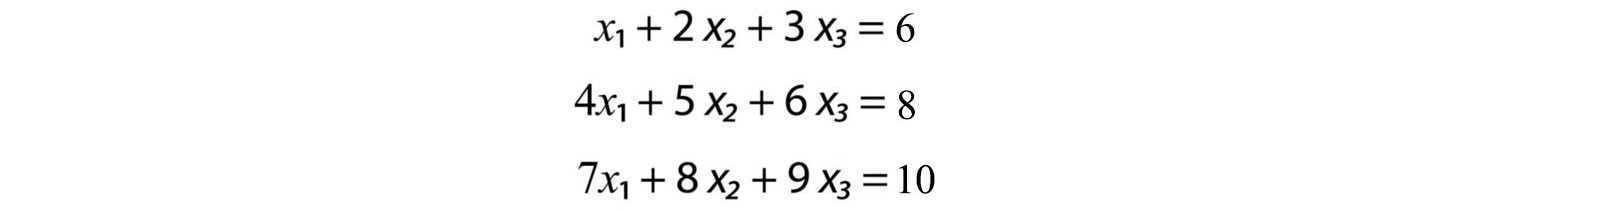 x₁ + 2 x₂ + 3 x₃ = 6
4x₁ + 5 x₂ + 6 x₃ = 8
7x₁ + 8 x₂ + 9 x₃ = 10